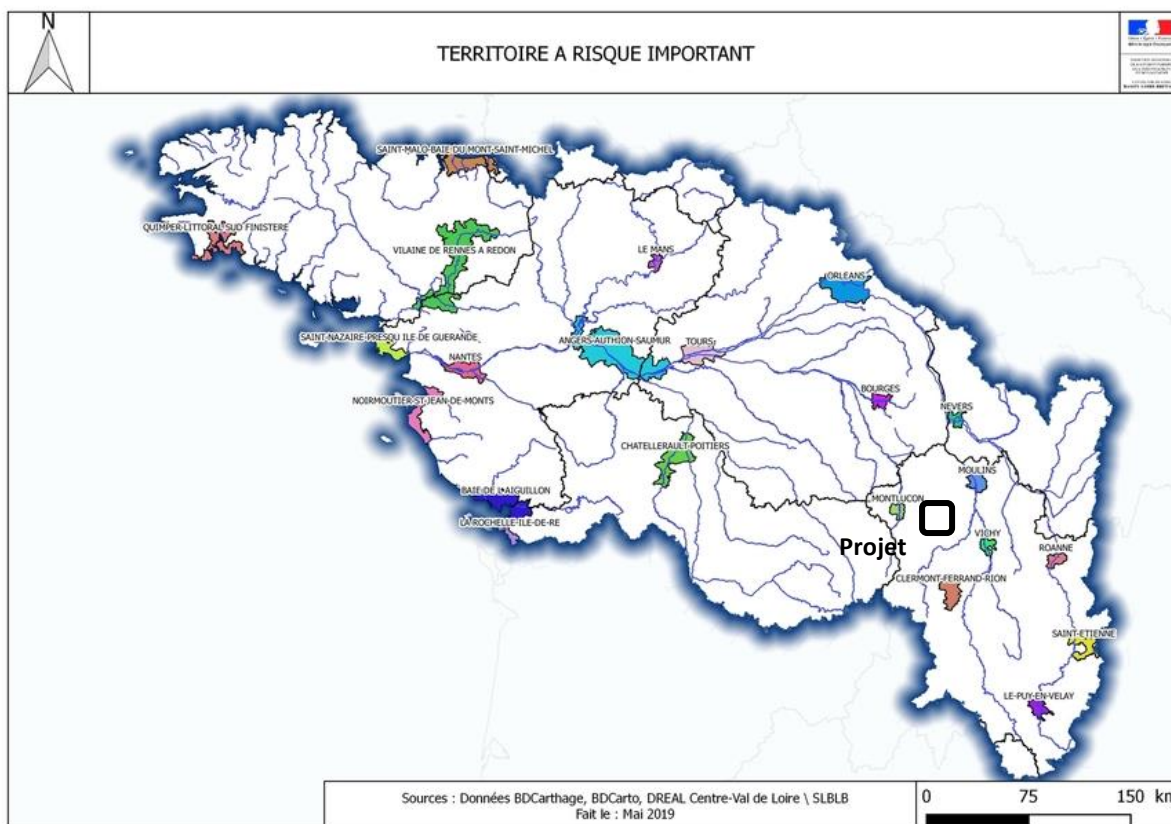 N
TERRITOIRE A RISQUE IMPORTANT
SAINT-MALO-BAIE-DU-MONT-SAINT-MICHEL
QUIMPER-LITTORAL-SUD-FINISTERE
VILAINE DE RENNES A REDON
LE MANS
ORLEANS
SAINT-NAZAIRE-PRESQU ILE-DE GUERANDE
ANGERS-AUTHION-SAUMUR
TOURS
NANTES
BOURGES
NOIRMOUTIER-ST-JEAN-DE-MONTS
NEVERS
CHATELLERAULT-POITIERS
MOULINS
BAIE-DE-L'AIGUILLON
MONTLUCON
LA ROCHELLE-ILE-DE-RE
VICHY
Projet
ROANNE
CLERMONT-FERRAND-RION
SAINT-ETIENNE
LE-PUY-EN-VELAY
Sources : Données BDCarthage, BDCarto, DREAL Centre-Val de Loire \ SLBLB
Fait le : Mai 2019
0 75 150 km